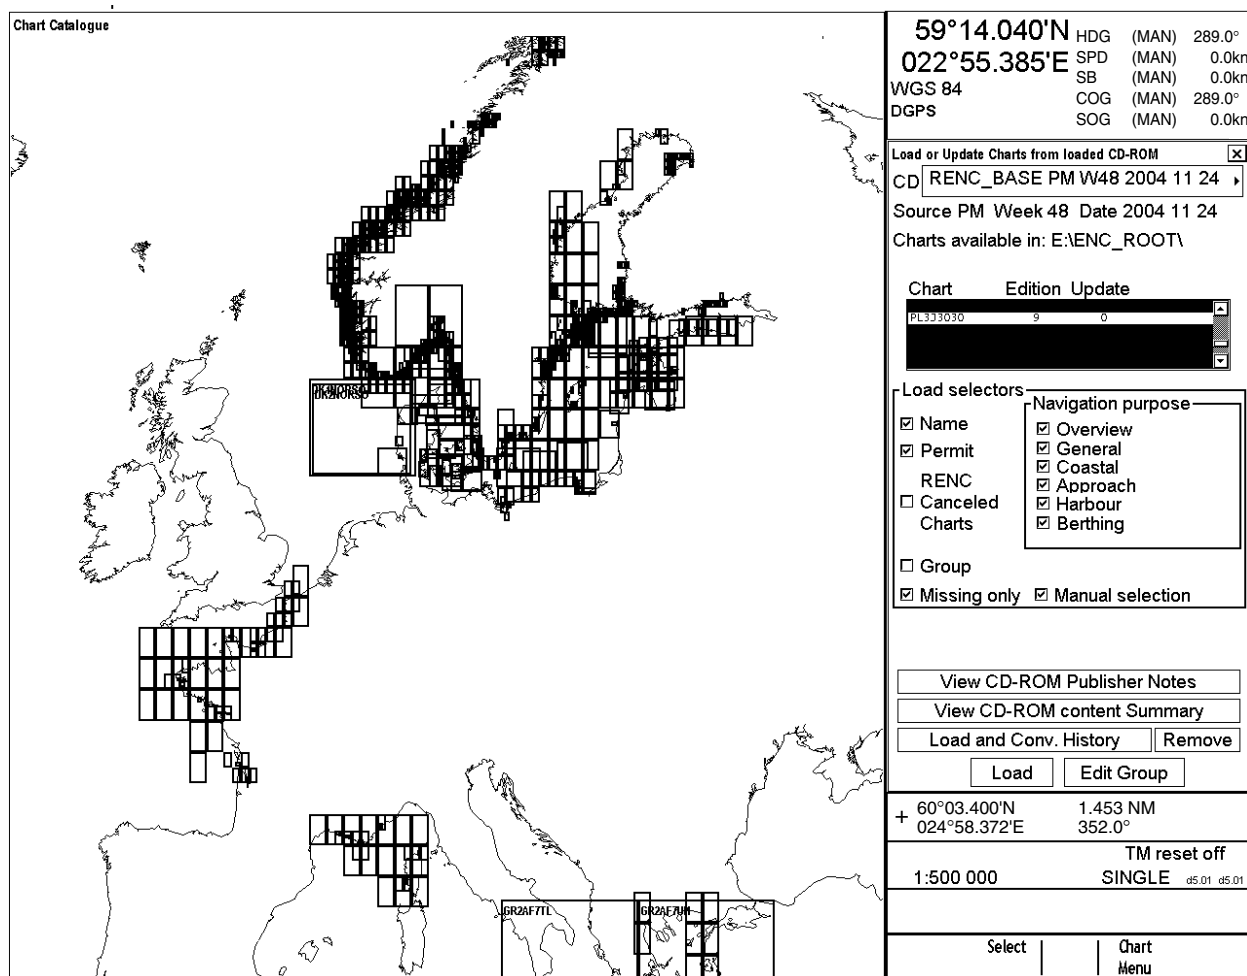 Chart Catalogue
59°14.040'N
022°55.385'E
WGS 84
DGPS
HDG (MAN) 289.0°
SPD (MAN) 0.0kn
SB (MAN) 0.0kn
COG (MAN) 289.0°
SOG (MAN) 0.0kn
Load or Update Charts from loaded CD-ROM
CD RENC_BASE PM W48 2004 11 24
Source PM Week 48 Date 2004 11 24
Charts available in: E:\ENC_ROOT\
Chart Edition Update
PL3J3030 9 0
Load selectors
Name
Permit
RENC
Canceled
Charts
Navigation purpose
Overview
General
Coastal
Approach
Harbour
Berthing
Group
Missing only Manual selection
View CD-ROM Publisher Notes
View CD-ROM content Summary
Load and Conv. History Remove
Load Edit Group
+ 60°03.400'N 1.453 NM
024°58.372'E 352.0°
TM reset off
1:500 000 SINGLE d5.01 d5.01
Select Chart
Menu
DK2NORSO
GR2AF7TL